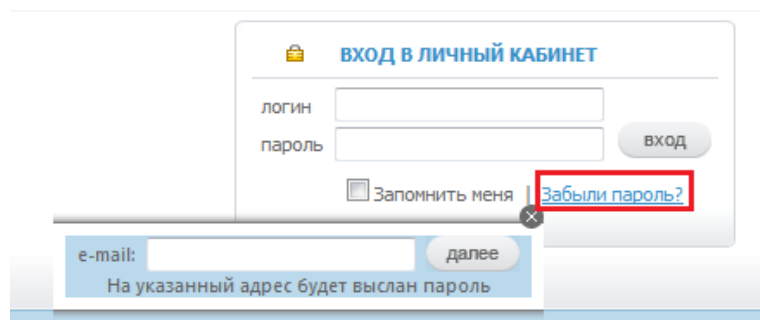 ВХОД В ЛИЧНЫЙ КАБИНЕТ
логин
пароль
вход
Запомнить меня | Забыли пароль?
e-mail:
далее
На указанный адрес будет выслан пароль